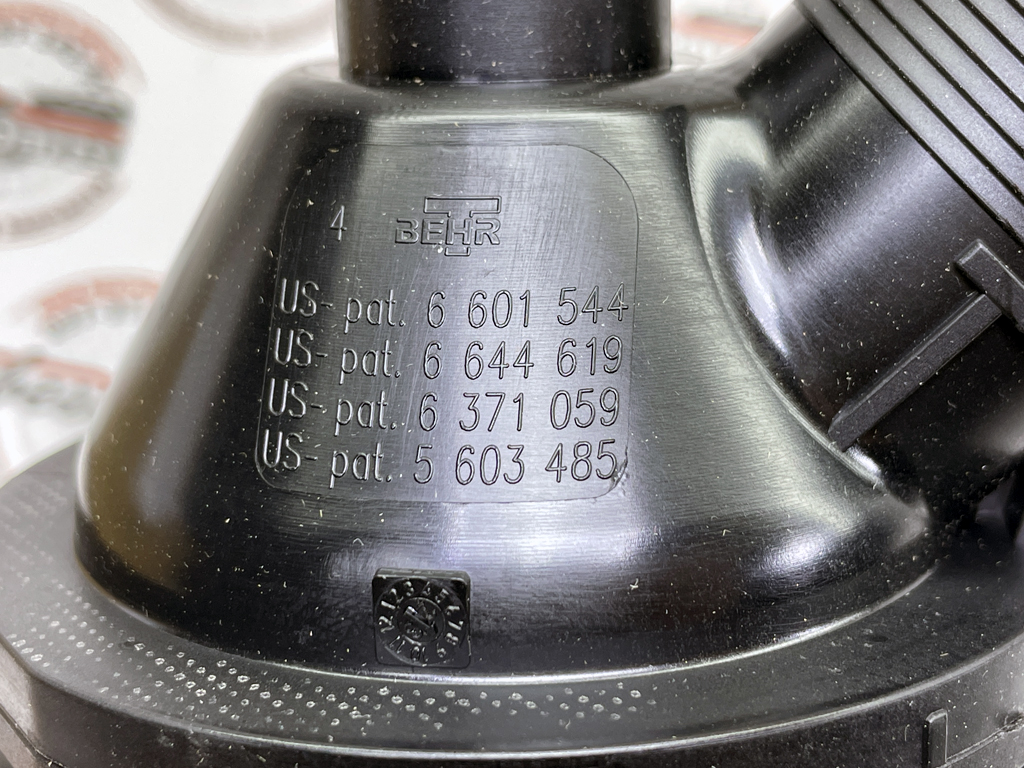 4 BEHR
US-pat. 6 601 544
US-pat. 6 644 619
US-pat. 6 371 059
US-pat. 5 603 485